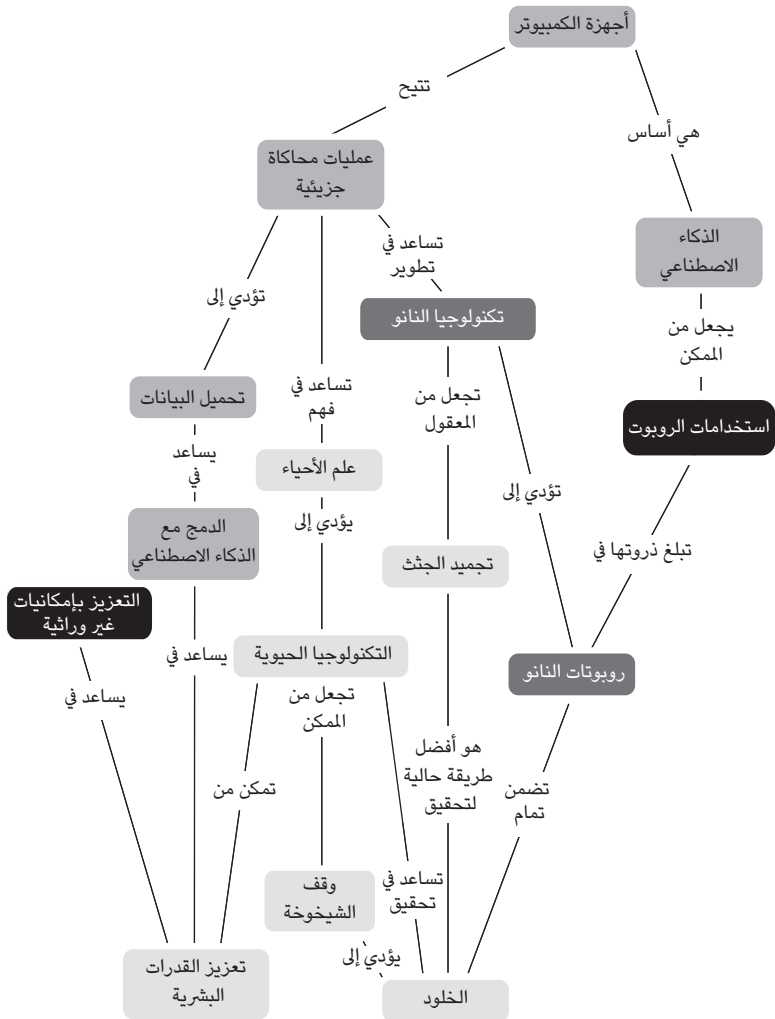 أجهزة الكمبيوتر
تتيح
هي أساس
عمليات محاكاة
جزيئية
الذكاء
الاصطناعي
تساعد في
تطوير
تؤدي إلى
تكنولوجيا النانو
يجعل من
الممكن
تحميل البيانات
تساعد في
فهم
تجعل من
المعقول
استخدامات الروبوت
يساعد
في
علم الأحياء
تؤدي إلى
الدمج مع
الذكاء الاصطناعي
يؤدي إلى
تجميد الجثث
تبلغ ذروتها في
التعزيز بإمكانيات
غير وراثية
يساعد في
التكنولوجيا الحيوية
روبوتات النانو
يساعد في
تجعل من
الممكن
هو أفضل
طريقة حالية
لتحقيق
تمكن من
تضمن
تمام
وقف
الشيخوخة
تساعد في
تحقيق
يؤدي إلى
تعزيز القدرات
البشرية
الخلود